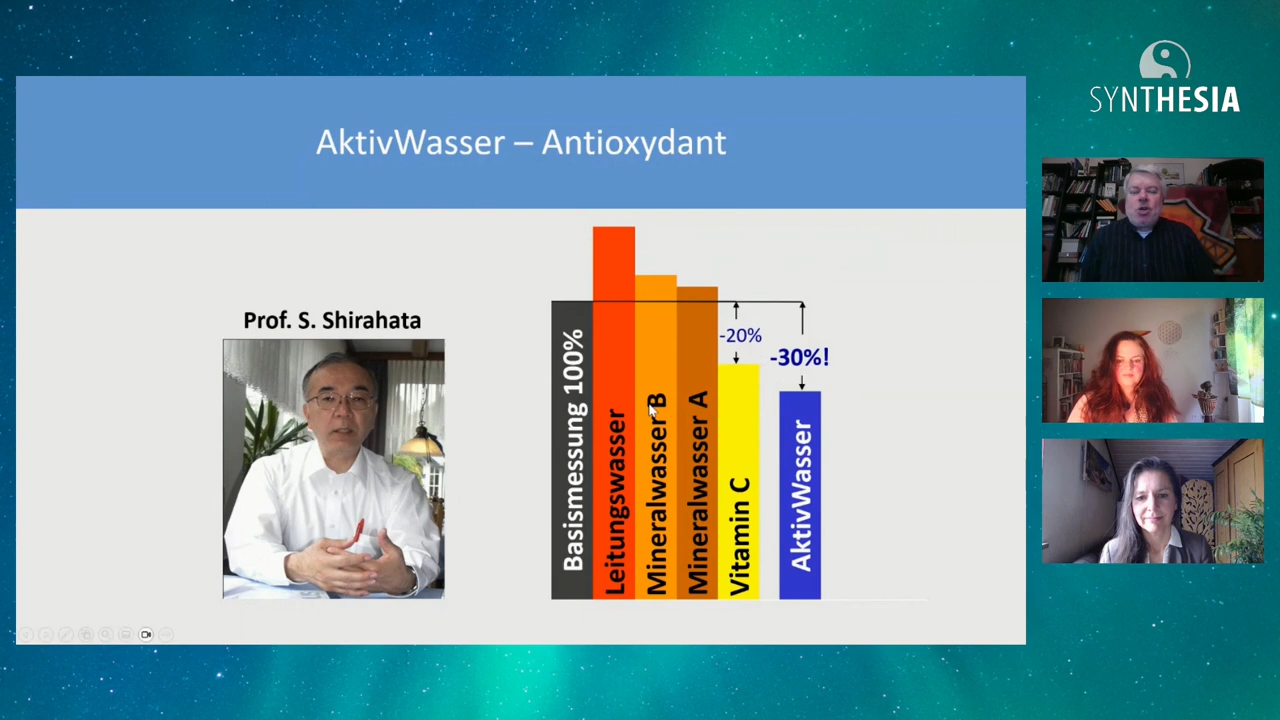 SYNTHESIA
AktivWasser – Antioxydant
Prof. S. Shirahata
Basismessung 100%
Leitungswasser
Mineralwasser B
Mineralwasser A
Vitamin C
AktivWasser
-20%
-30%!